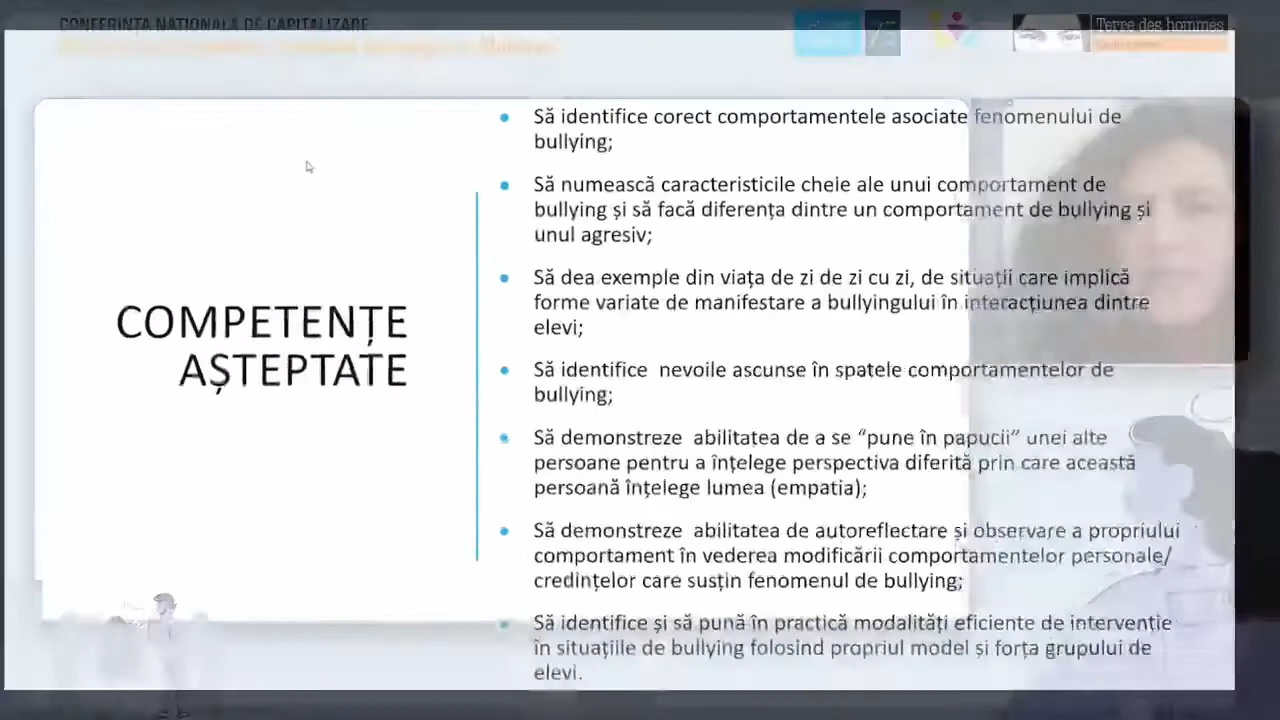 CONFERINȚA NAȚIONALĂ DE CAPITALIZARE
Terre des hommes
COMPETENȚE
AȘTEPTATE
Să identifice corect comportamentele asociate fenomenului de
bullying;
Să numească caracteristicile cheie ale unui comportament de
bullying și să facă diferența dintre un comportament de bullying și
unul agresiv;
Să dea exemple din viața de zi de zi cu zi, de situații care implică
forme variate de manifestare a bullyingului în interacțiunea dintre
elevi;
Să identifice nevoile ascunse în spatele comportamentelor de
bullying;
Să demonstreze abilitatea de a se “pune în papucii” unei alte
persoane pentru a înțelege perspectiva diferită prin care această
persoană înțelege lumea (empatia);
Să demonstreze abilitatea de autoreflectare și observare a propriului
comportament în vederea modificării comportamentelor personale/
credințelor care susțin fenomenul de bullying;
Să identifice și să pună în practică modalități eficiente de intervenție
în situațiile de bullying folosind propriul model și forța grupului de
elevi.